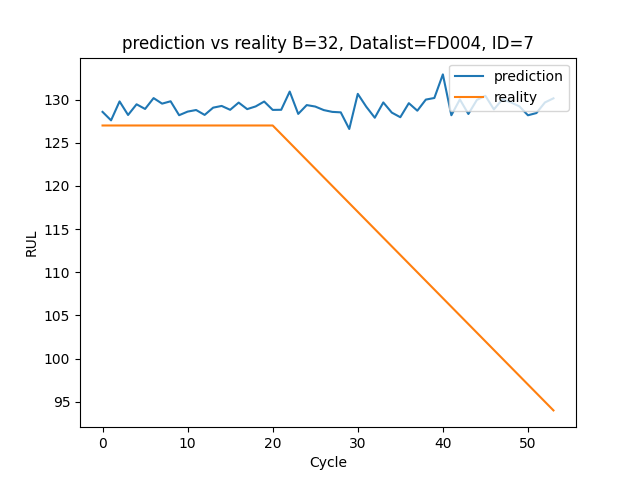 prediction vs reality B=32, Datalist=FD004, ID=7
prediction
reality
130
125
120
115
110
105
100
95
RUL
0 10 20 30 40 50
Cycle